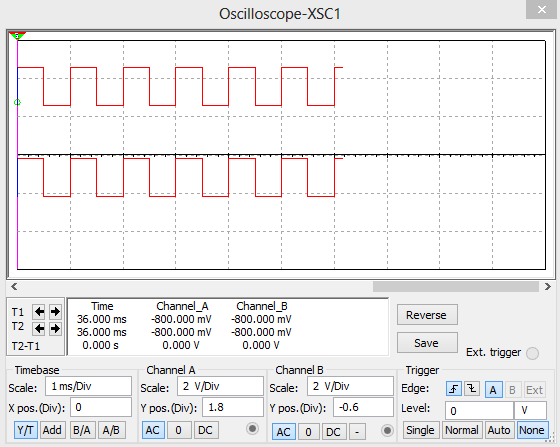 Oscilloscope-XSC1
T1
T2
T2-T1
Time Channel_A Channel_B
36.000 ms -800.000 mV -800.000 mV
36.000 ms -800.000 mV -800.000 mV
0.000 s 0.000 V 0.000 V
Reverse
Save
Ext. trigger
Timebase
Scale: 1 ms/Div
X pos.(Div): 0
Y/T Add B/A A/B
Channel A
Scale: 2 V/Div
Y pos.(Div): 1.8
AC 0 DC
Channel B
Scale: 2 V/Div
Y pos.(Div): -0.6
AC 0 DC -
Trigger
Edge: A B Ext
Level: 0 V
Single Normal Auto None